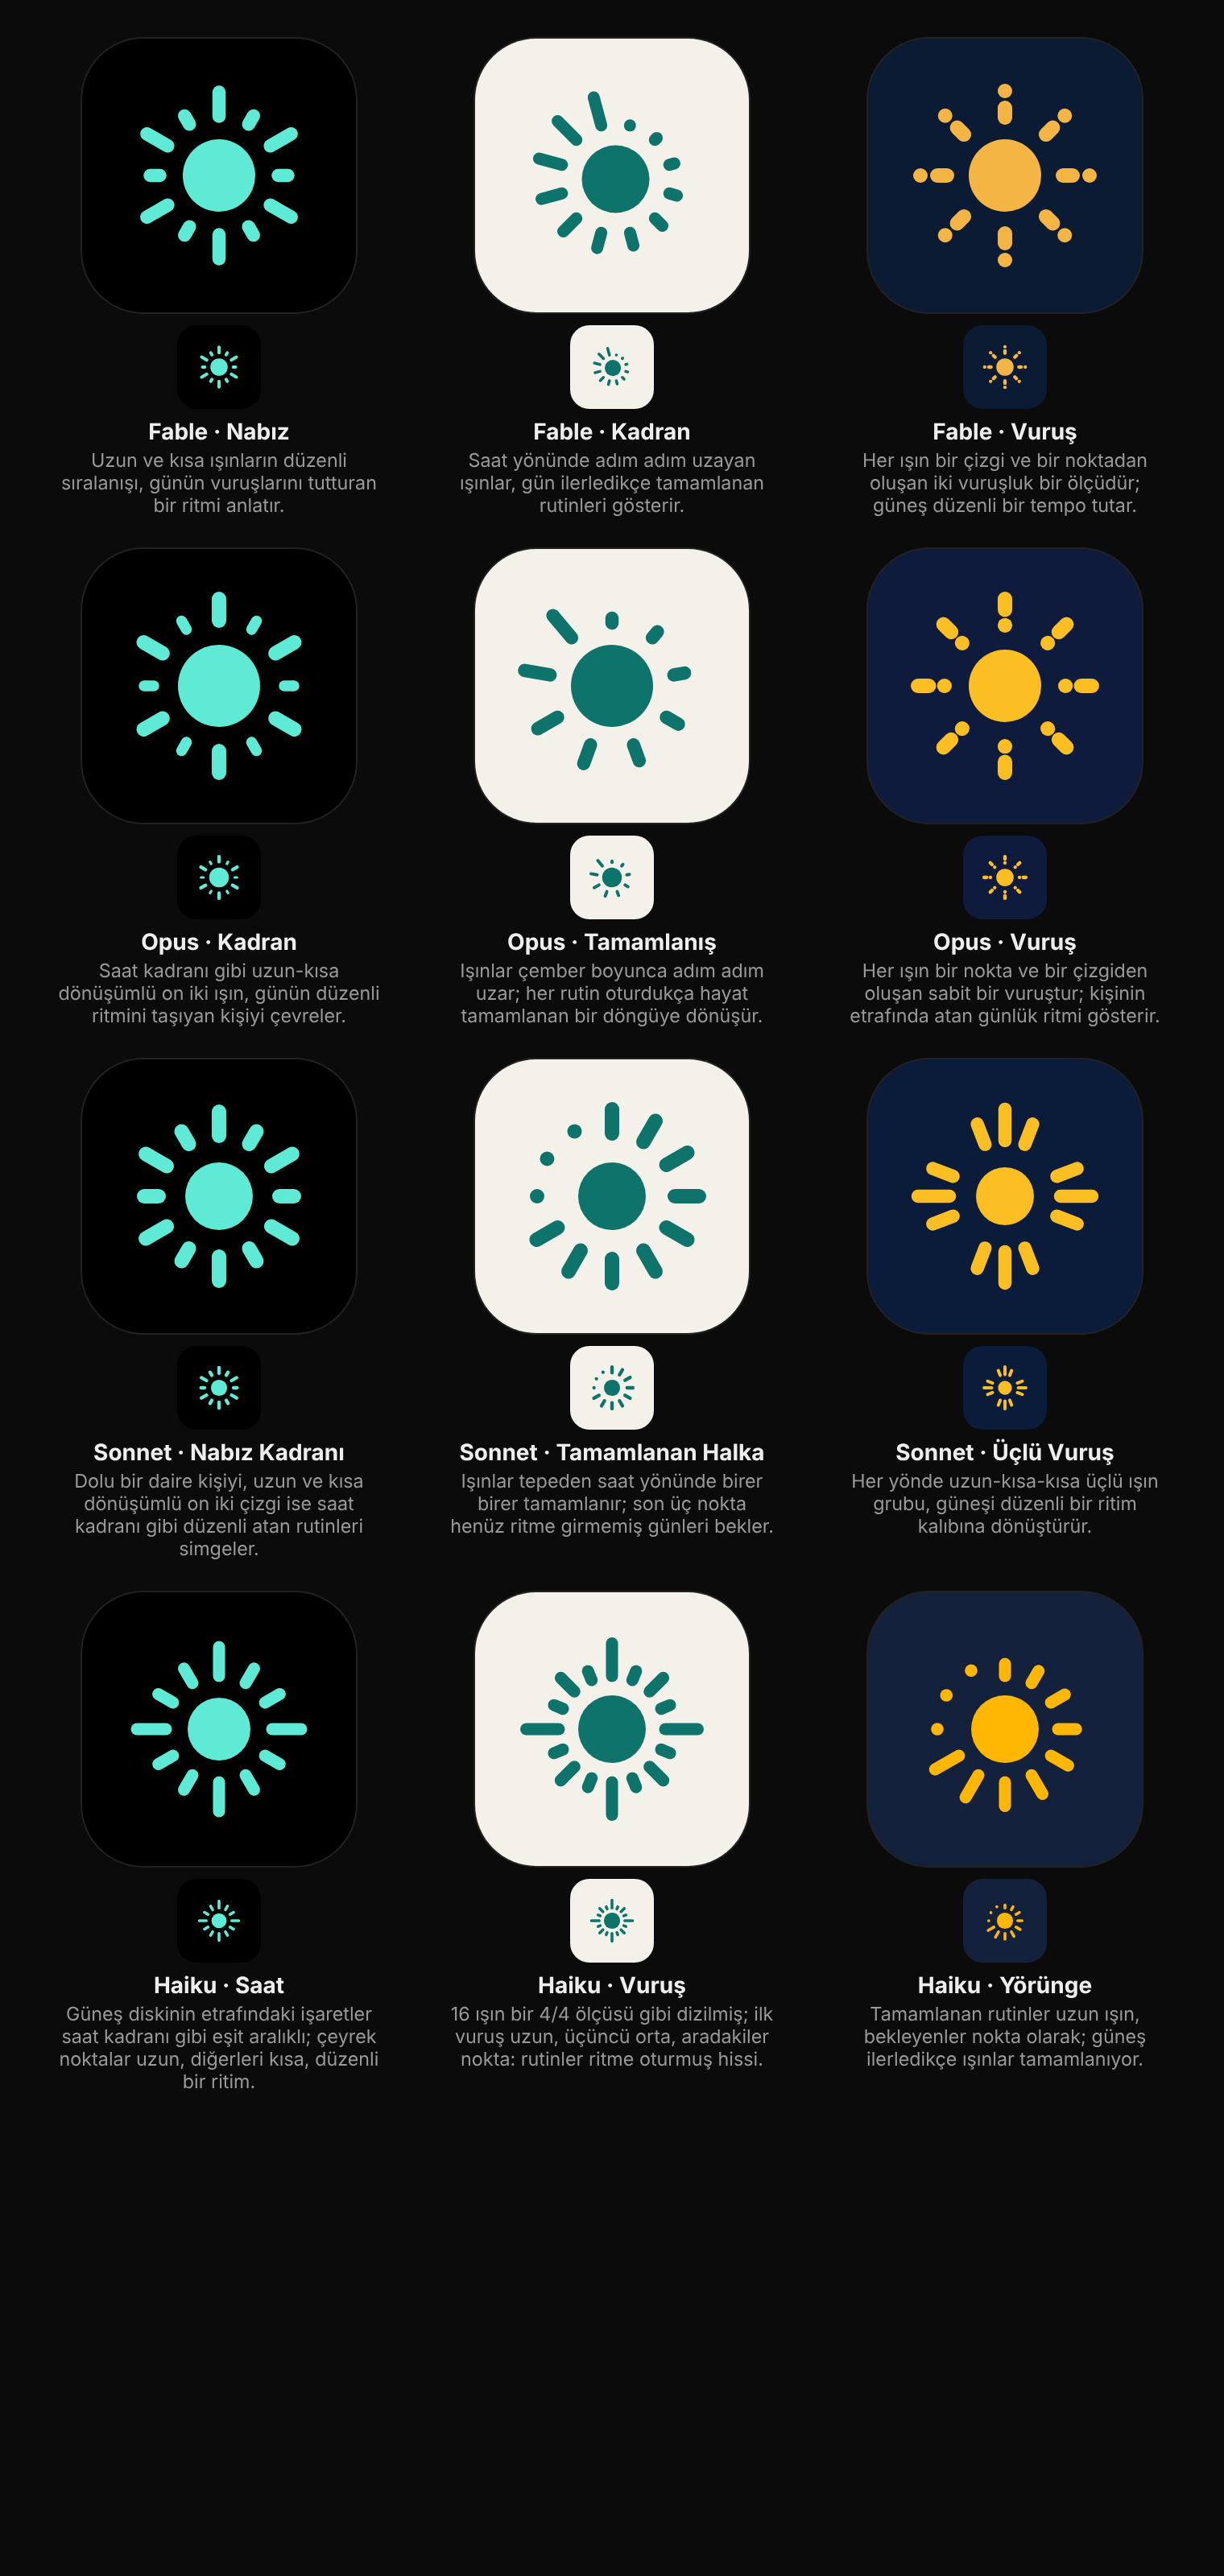 Fable · Nabız
Uzun ve kısa ışınların düzenli
sıralanışı, günün vuruşlarını tutturan
bir ritmi anlatır.
Fable · Kadran
Saat yönünde adım adım uzayan
ışınlar, gün ilerledikçe tamamlanan
rutinleri gösterir.
Fable · Vuruş
Her ışın bir çizgi ve bir noktadan
oluşan iki vuruşluk bir ölçüdür;
güneş düzenli bir tempo tutar.
Opus · Kadran
Saat kadranı gibi uzun-kısa
dönüşümlü on iki ışın, günün düzenli
ritmini taşıyan kişiyi çevreler.
Opus · Tamamlanış
Işınlar çember boyunca adım adım
uzar; her rutin oturdukça hayat
tamamlanan bir döngüye dönüşür.
Opus · Vuruş
Her ışın bir nokta ve bir çizgiden
oluşan sabit bir vuruştur; kişinin
etrafında atan günlük ritmi gösterir.
Sonnet · Nabız Kadranı
Dolu bir daire kişiyi, uzun ve kısa
dönüşümlü on iki çizgi ise saat
kadranı gibi düzenli atan rutinleri
simgeler.
Sonnet · Tamamlanan Halka
Işınlar tepeden saat yönünde birer
birer tamamlanır; son üç nokta
henüz ritme girmemiş günleri bekler.
Sonnet · Üçlü Vuruş
Her yönde uzun-kısa-kısa üçlü ışın
grubu, güneşi düzenli bir ritim
kalıbına dönüştürür.
Haiku · Saat
Güneş diskinin etrafındaki işaretler
saat kadranı gibi eşit aralıklı; çeyrek
noktalar uzun, diğerleri kısa, düzenli
bir ritim.
Haiku · Vuruş
16 ışın bir 4/4 ölçüsü gibi dizilmiş; ilk
vuruş uzun, üçüncü orta, aradakiler
nokta: rutinler ritme oturmuş hissi.
Haiku · Yörünge
Tamamlanan rutinler uzun ışın,
bekleyenler nokta olarak; güneş
ilerledikçe ışınlar tamamlanıyor.